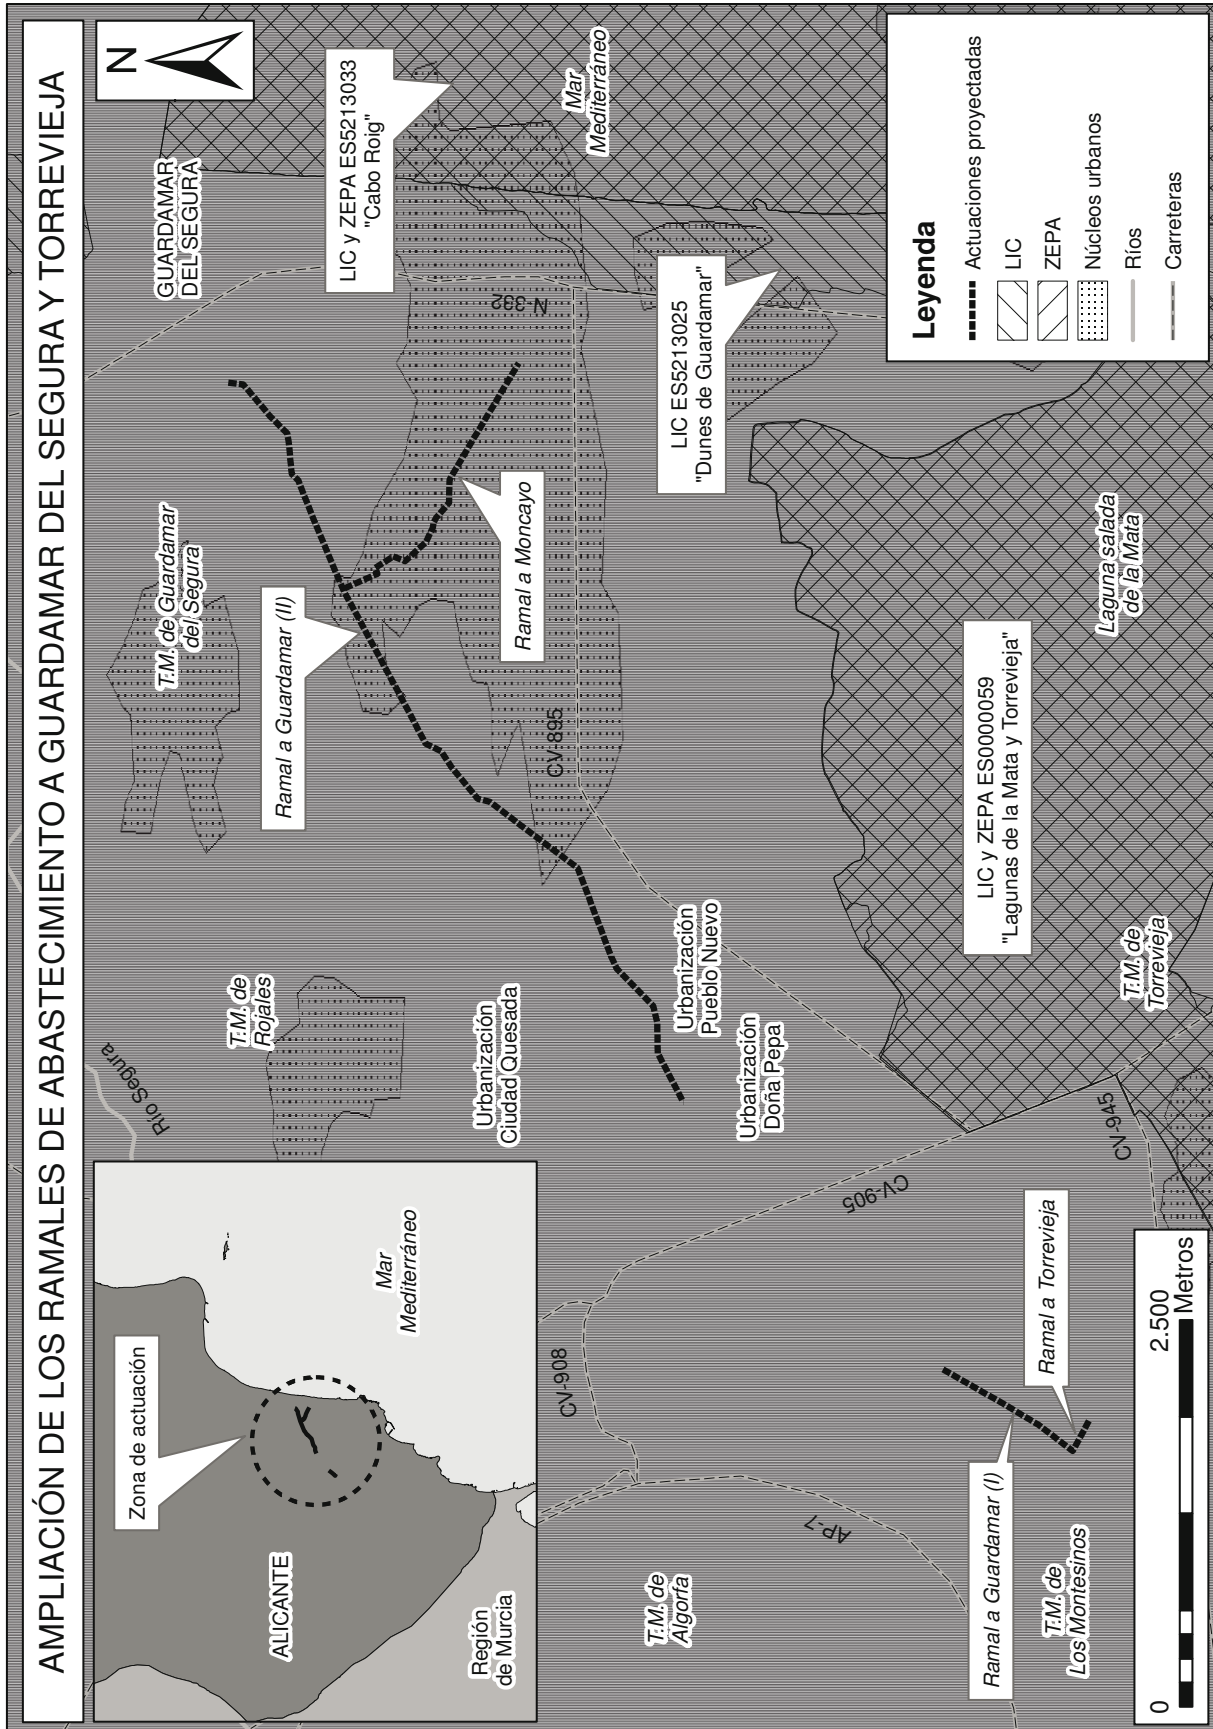 AMPLIACIÓN DE LOS RAMALES DE ABASTECIMIENTO A GUARDAMAR DEL SEGURA Y TORREVIEJA
N
Zona de actuación
ALICANTE
Mar
Mediterráneo
Región
de Murcia
Río Segura
T.M. de
Rojales
T.M. de Guardamar
del Segura
GUARDAMAR
DEL SEGURA
Ramal a Guardamar (II)
LIC y ZEPA ES5213033
"Cabo Roig"
Urbanización
Ciudad Quesada
Ramal a Moncayo
N-332
Mar
Mediterráneo
CV-895
CV-908
Urbanización
Pueblo Nuevo
Urbanización
Doña Pepa
LIC ES5213025
"Dunes de Guardamar"
T.M. de
Algorfa
AP-7
CV-905
LIC y ZEPA ES0000059
"Lagunas de la Mata y Torrevieja"
Laguna salada
de la Mata
Ramal a Guardamar (I)
Ramal a Torrevieja
T.M. de
Los Montesinos
CV-945
T.M. de
Torrevieja
0
2.500
Metros
Leyenda
Actuaciones proyectadas
LIC
ZEPA
Núcleos urbanos
Ríos
Carreteras